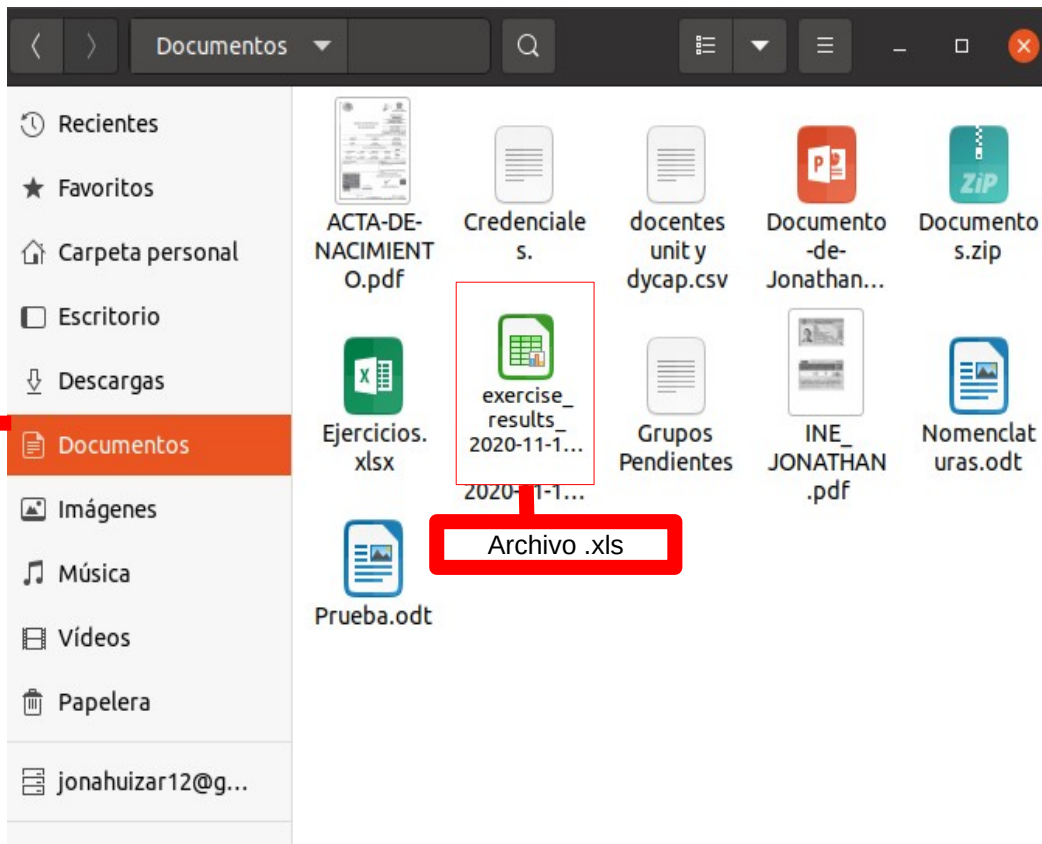 Documentos
Recientes
Favoritos
Carpeta personal
Escritorio
Descargas
Documentos
Imágenes
Música
Vídeos
Papelera
jonahuizar12@g...
ACTA-DE-
NACIMIENT
O.pdf
Credenciale
s.
docentes
unit y
dycap.csv
P
Documento
-de-
Jonathan...
ZiP
Documento
s.zip
X
Ejercicios.
xlsx
exercise_
results_
2020-11-1...
2020-11-1...
Grupos
Pendientes
INE_
JONATHAN
.pdf
Nomenclat
uras.odt
Archivo .xls
Prueba.odt